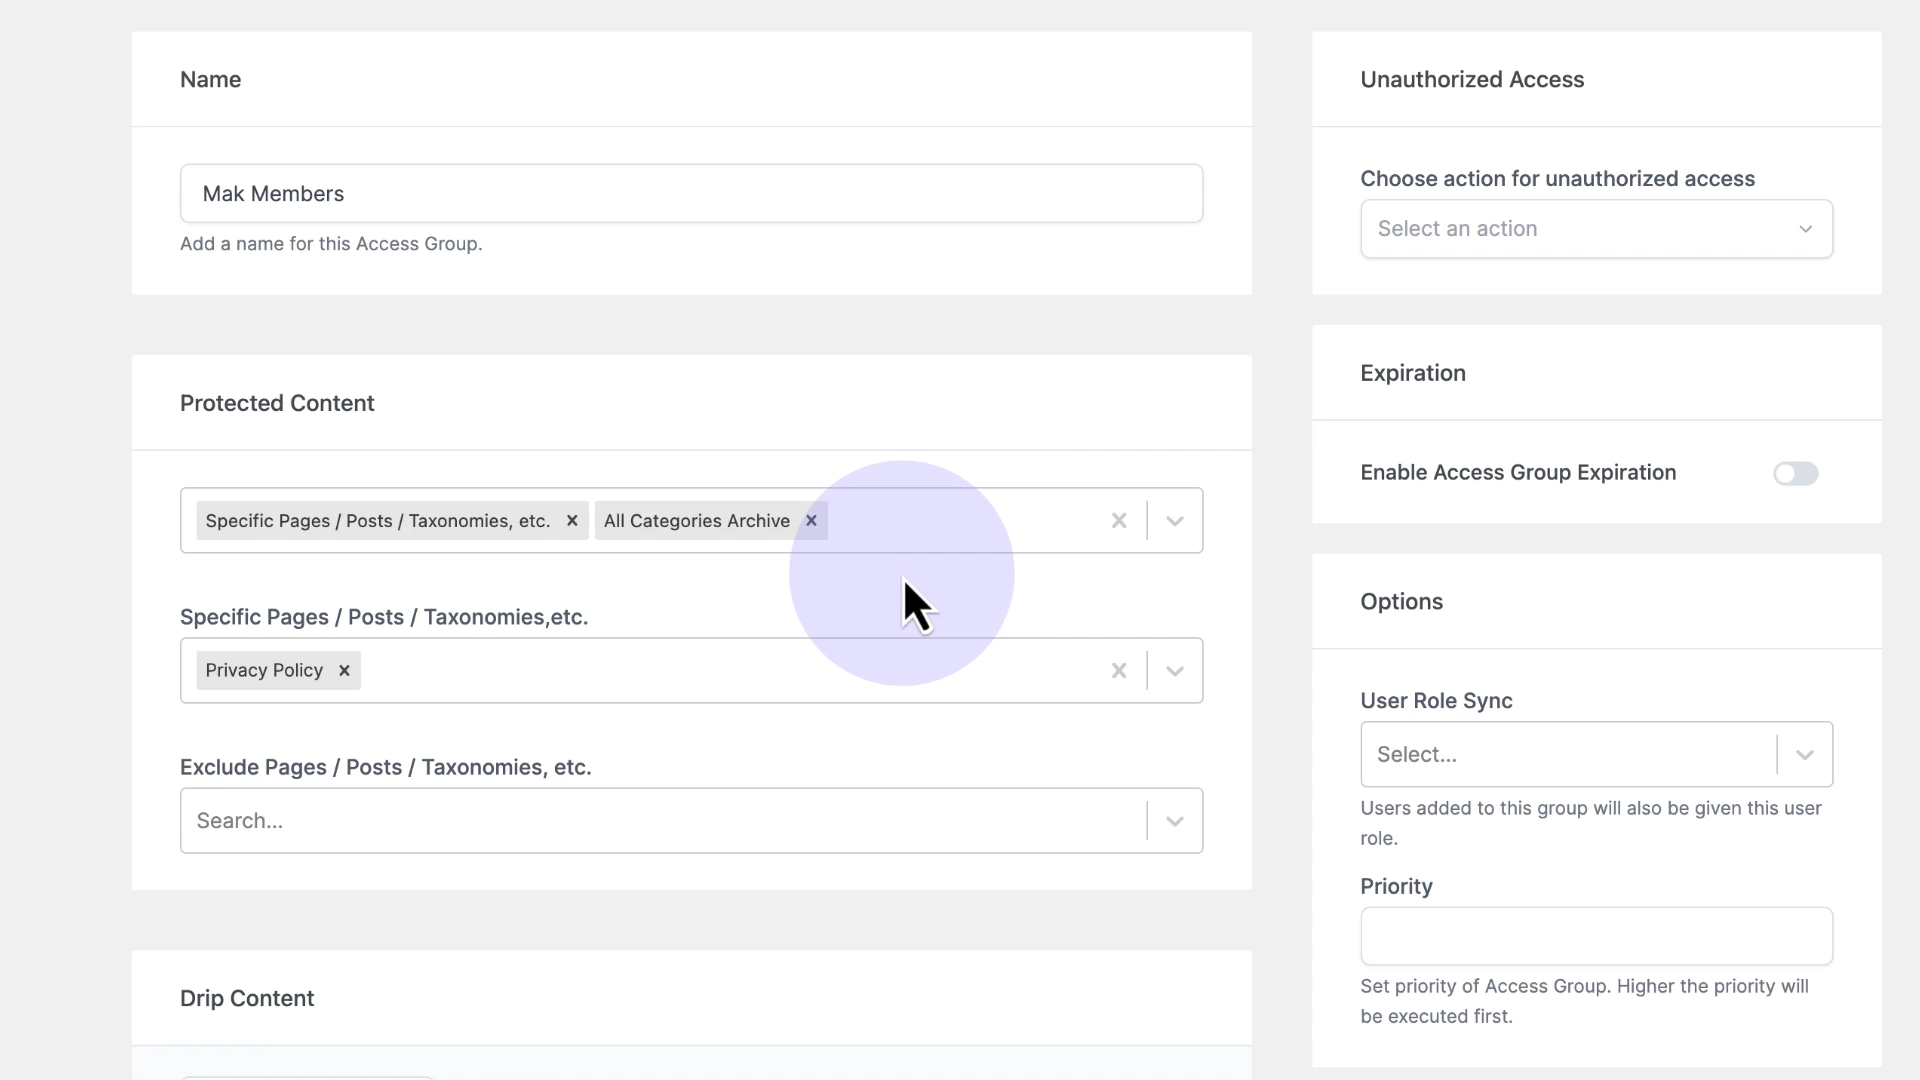 Name
Mak Members
Add a name for this Access Group.
Protected Content
Specific Pages / Posts / Taxonomies, etc. All Categories Archive
Specific Pages / Posts / Taxonomies,etc.
Privacy Policy
Exclude Pages / Posts / Taxonomies, etc.
Search...
Drip Content
Unauthorized Access
Choose action for unauthorized access
Select an action
Expiration
Enable Access Group Expiration
Options
User Role Sync
Select...
Users added to this group will also be given this user
role.
Priority
Set priority of Access Group. Higher the priority will
be executed first.